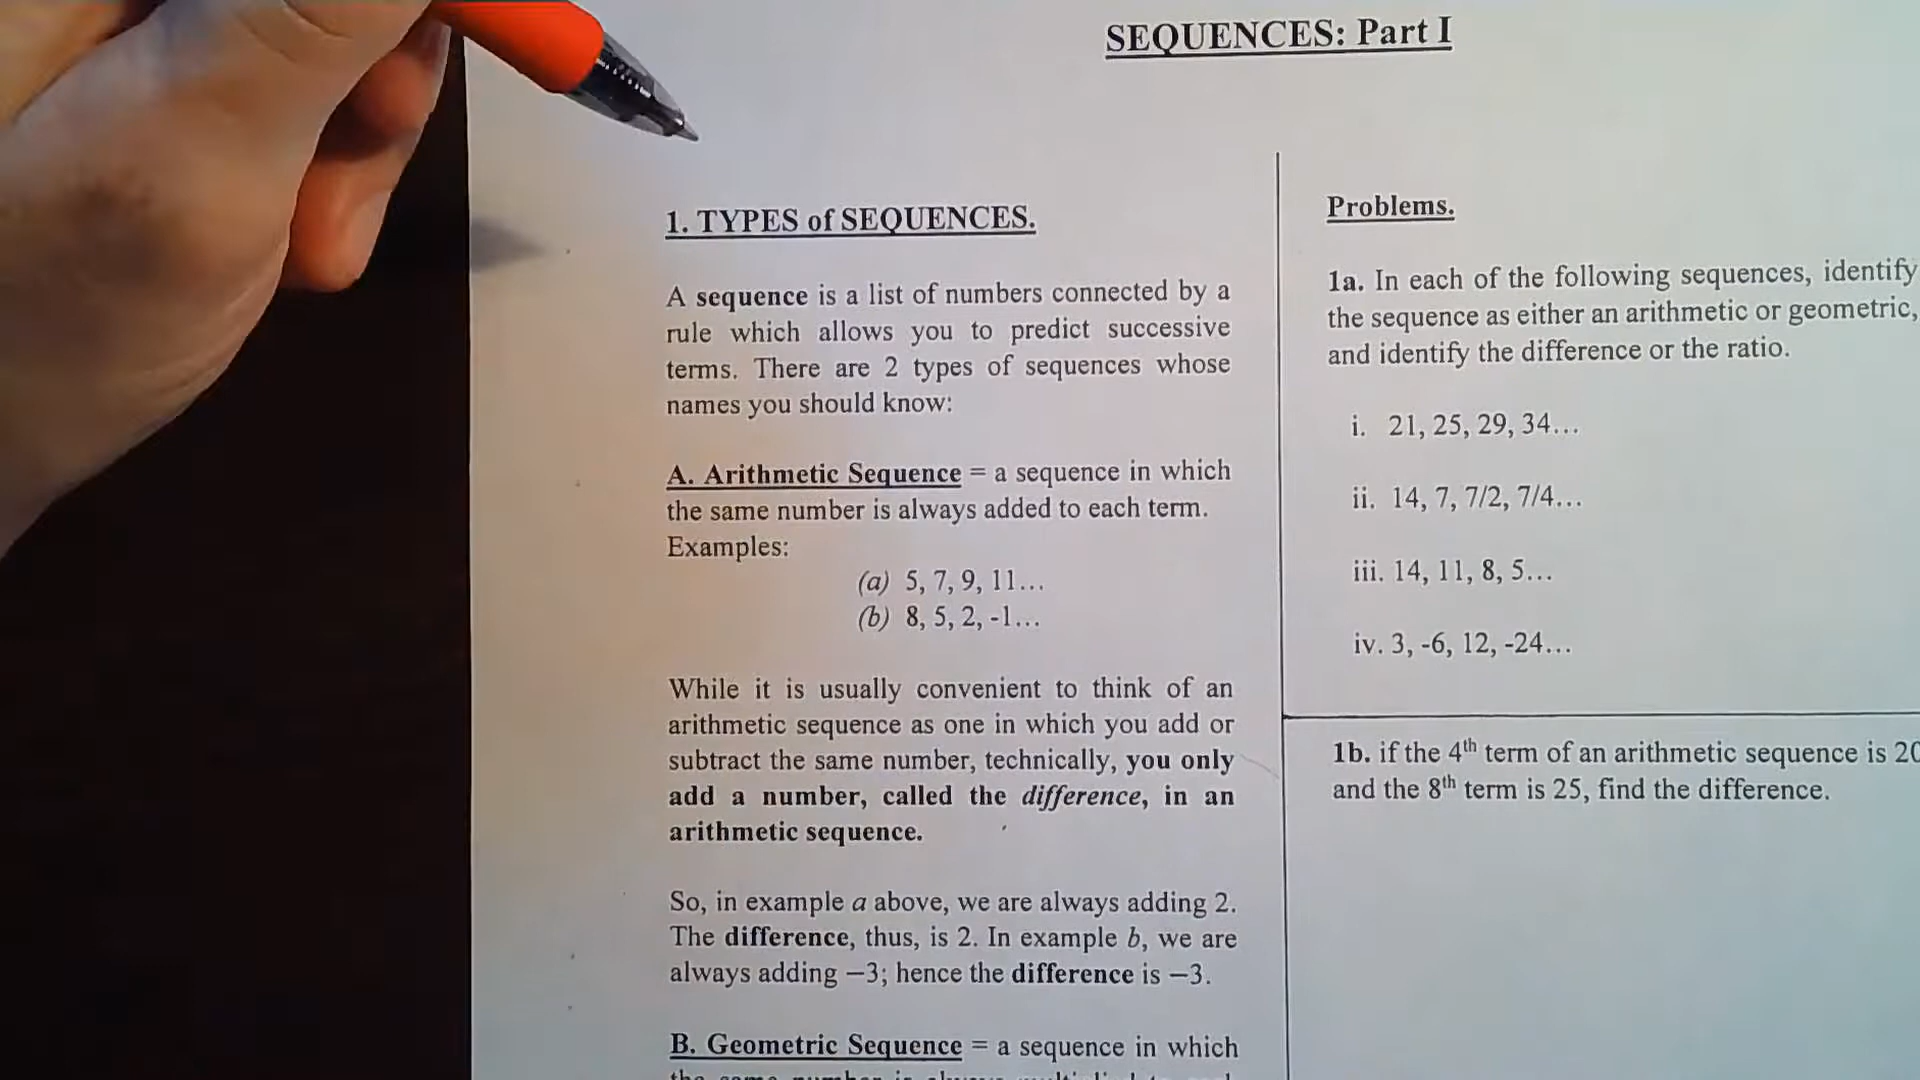 SEQUENCES: Part I
1. TYPES of SEQUENCES.
A sequence is a list of numbers connected by a
rule which allows you to predict successive
terms. There are 2 types of sequences whose
names you should know:
A. Arithmetic Sequence = a sequence in which
the same number is always added to each term.
Examples:
(a) 5, 7, 9, 11...
(b) 8, 5, 2, -1...
While it is usually convenient to think of an
arithmetic sequence as one in which you add or
subtract the same number, technically, you only
add a number, called the difference, in an
arithmetic sequence.
So, in example a above, we are always adding 2.
The difference, thus, is 2. In example b, we are
always adding –3; hence the difference is –3.
B. Geometric Sequence = a sequence in which
Problems.
1a. In each of the following sequences, identify
the sequence as either an arithmetic or geometric,
and identify the difference or the ratio.
i. 21, 25, 29, 34...
ii. 14, 7, 7/2, 7/4...
iii. 14, 11, 8, 5...
iv. 3, -6, 12, -24...
1b. if the 4th term of an arithmetic sequence is 20
and the 8th term is 25, find the difference.